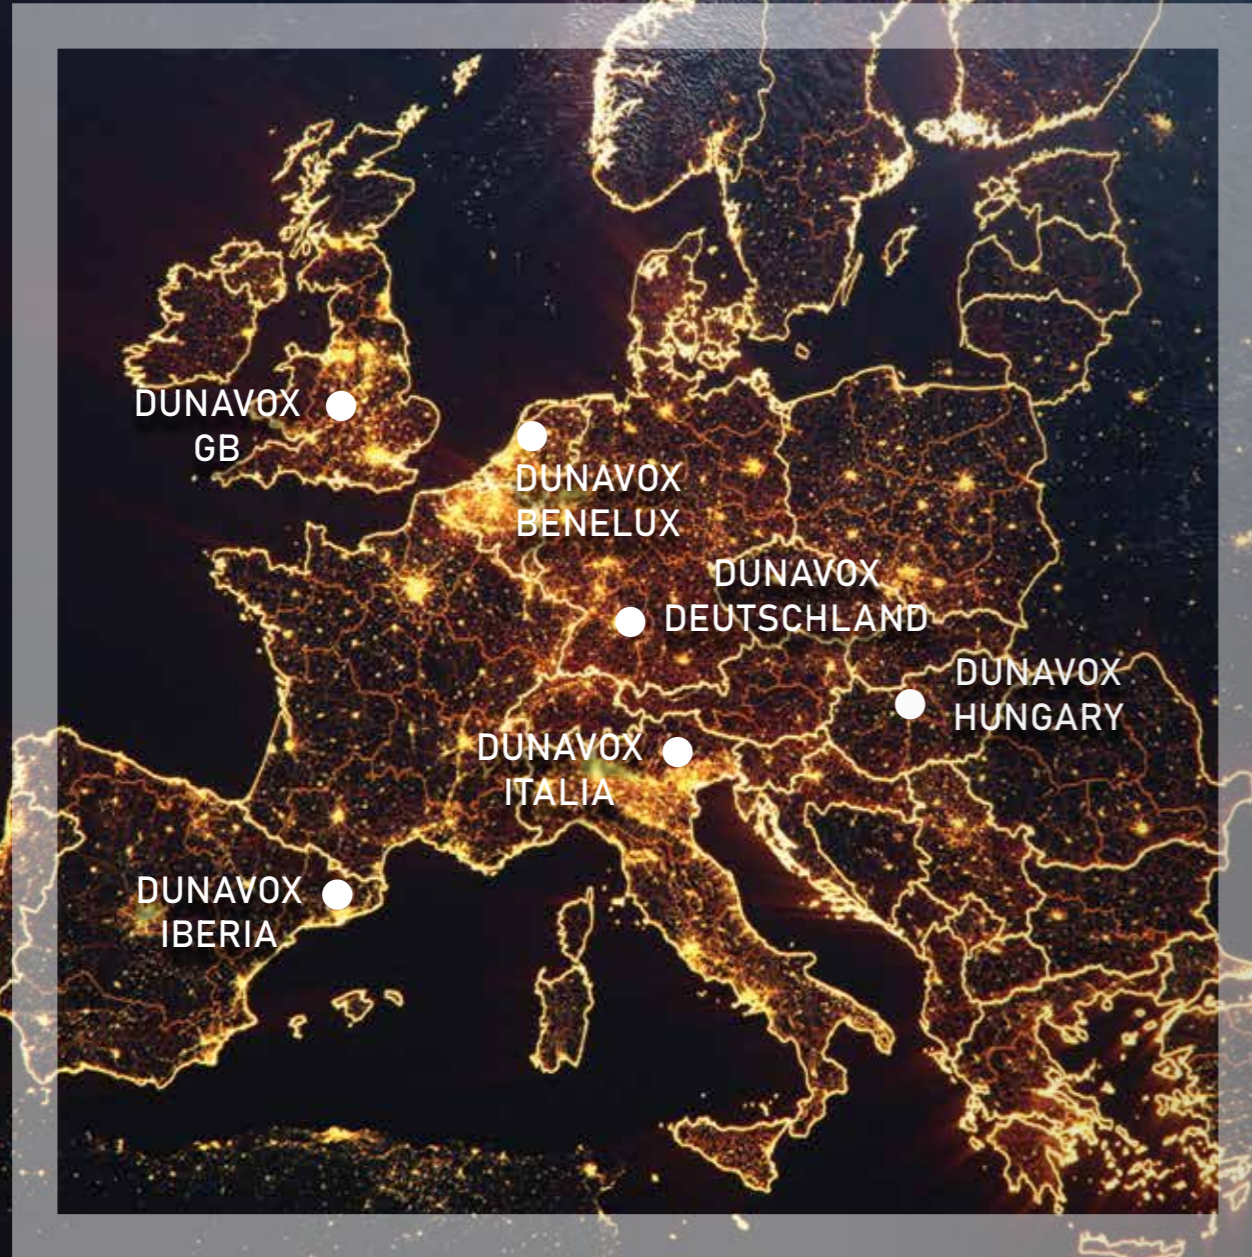 DUNAVOX
GB
DUNAVOX
BENELUX
DUNAVOX
DEUTSCHLAND
DUNAVOX
HUNGARY
DUNAVOX
ITALIA
DUNAVOX
IBERIA